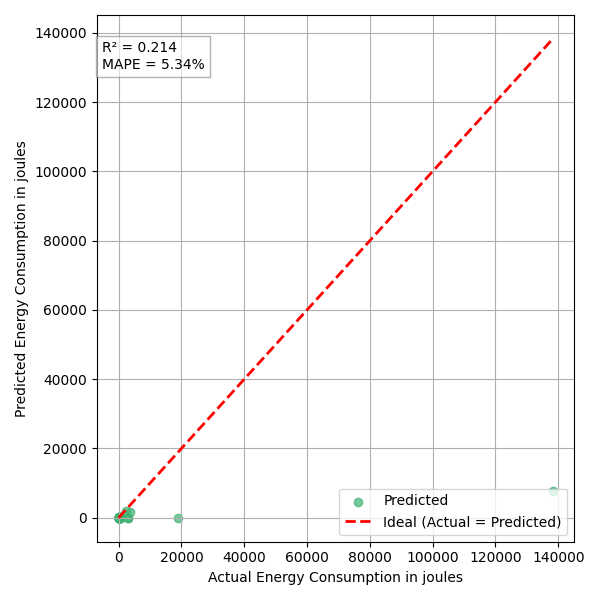 R² = 0.214
MAPE = 5.34%
140000
120000
100000
80000
60000
40000
20000
0
Predicted Energy Consumption in joules
Predicted
Ideal (Actual = Predicted)
0 20000 40000 60000 80000 100000 120000 140000
Actual Energy Consumption in joules